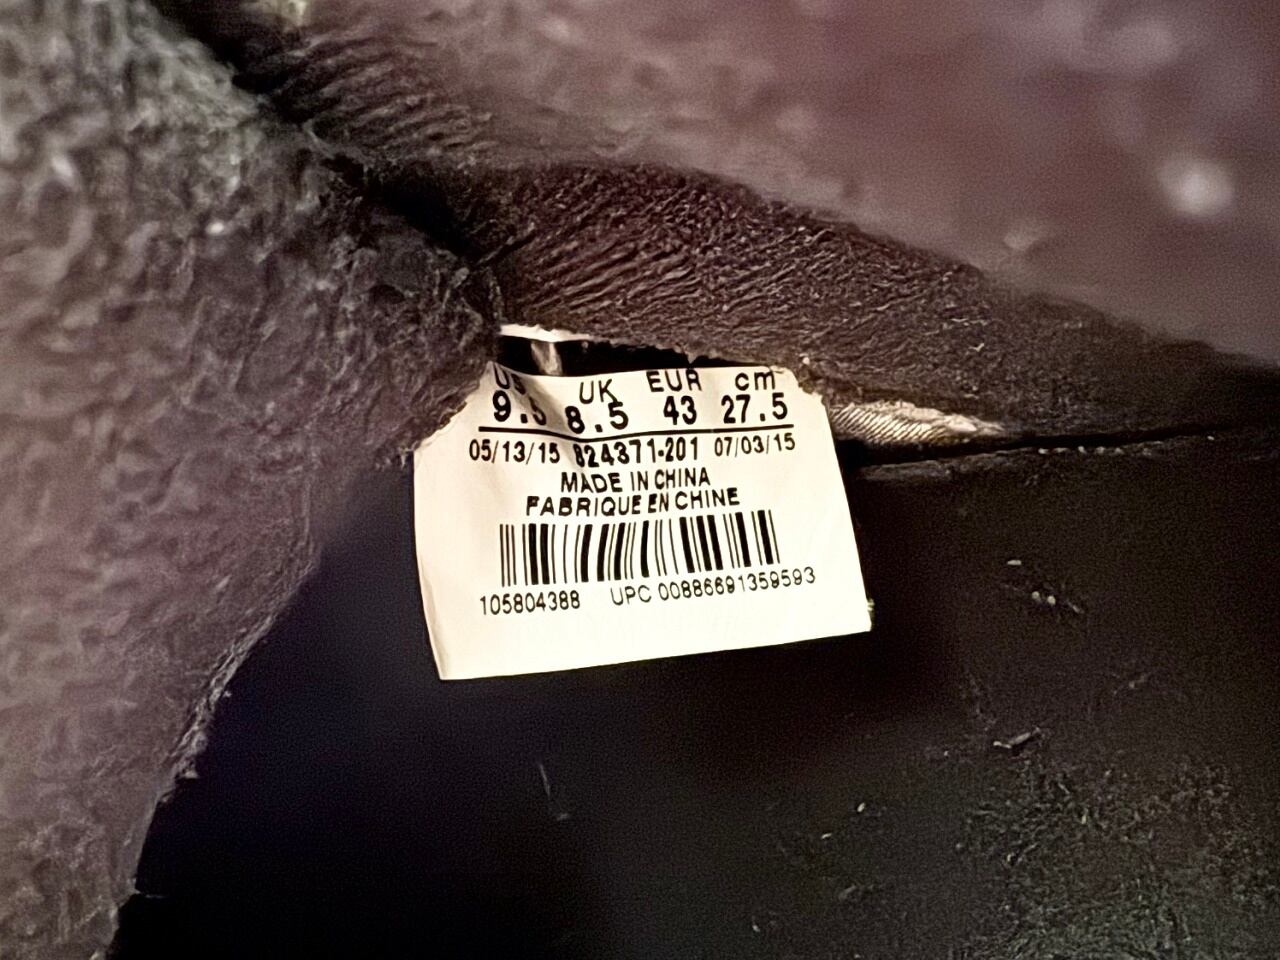 US UK EUR cm
9.5 8.5 43 27.5
05/13/15 824371-201 07/03/15
MADE IN CHINA
FABRIQUE EN CHINE
105804388 UPC 00886691359593